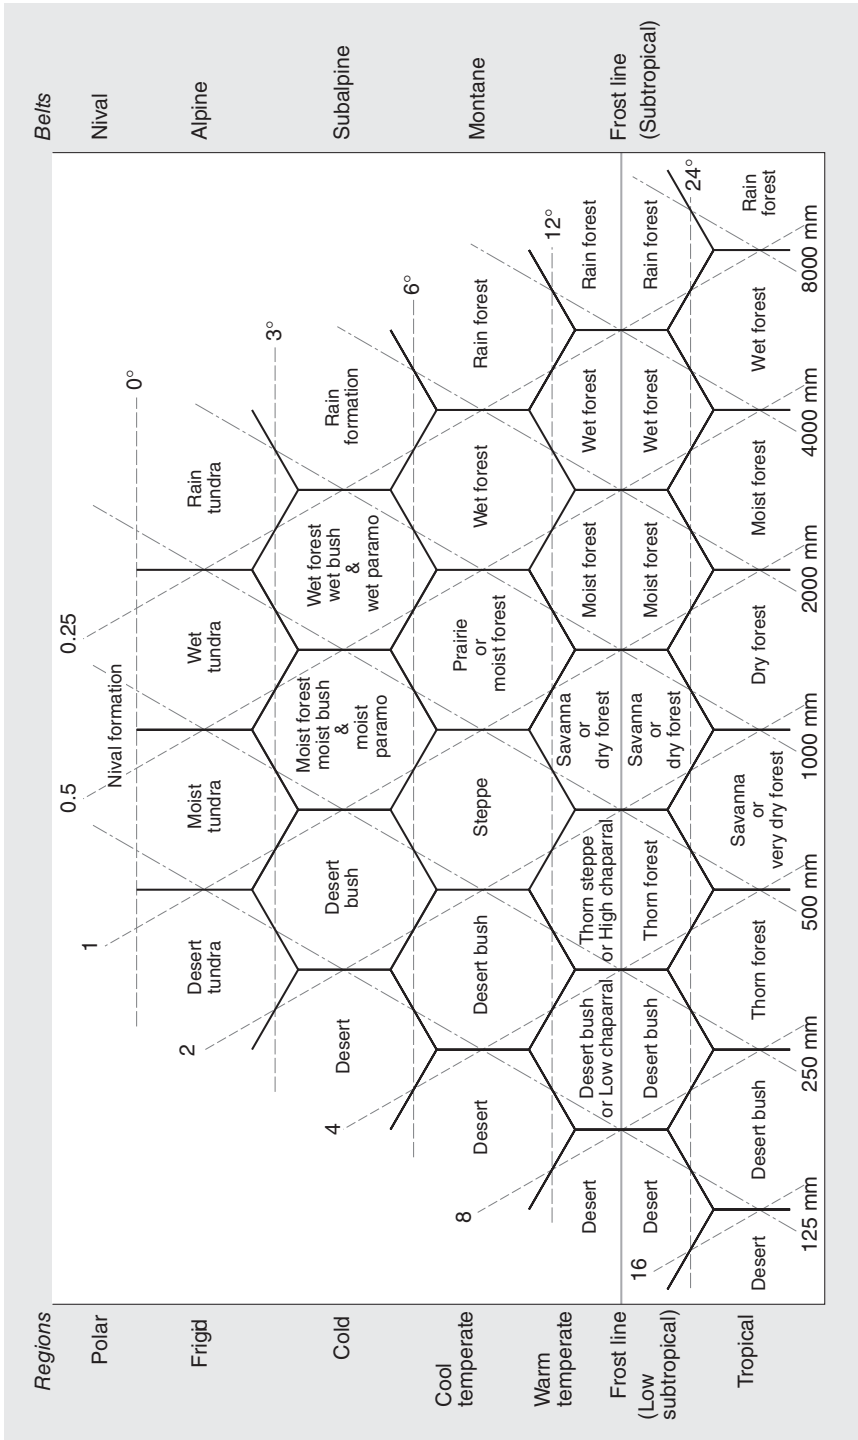 Regions
Belts
Polar
Nival
0.5
0.25
1
Nival formation
0°
Frigd
Desert
tundra
Moist
tundra
Wet
tundra
Rain
tundra
Alpine
2
3°
Cold
Desert
Desert
bush
Moist forest
moist bush
&
moist
paramo
Wet forest
wet bush
&
wet paramo
Rain
formation
Subalpine
4
6°
Cool
temperate
Desert
Desert bush
Steppe
Prairie
or
moist forest
Wet forest
Rain forest
Montane
8
12°
Warm
temperate
Desert
Desert bush
or Low chaparral
Thorn steppe
or High chaparral
Savanna
or
dry forest
Moist forest
Wet forest
Rain forest
Frost line
Frost line
(Low
subtropical)
(Subtropical)
Desert
Desert bush
Thorn forest
Savanna
or
dry forest
Moist forest
Wet forest
Rain forest
16
24°
Tropical
Desert
Desert bush
Thorn forest
Savanna
or
very dry forest
Dry forest
Moist forest
Wet forest
Rain
forest
125 mm
250 mm
500 mm
1000 mm
2000 mm
4000 mm
8000 mm